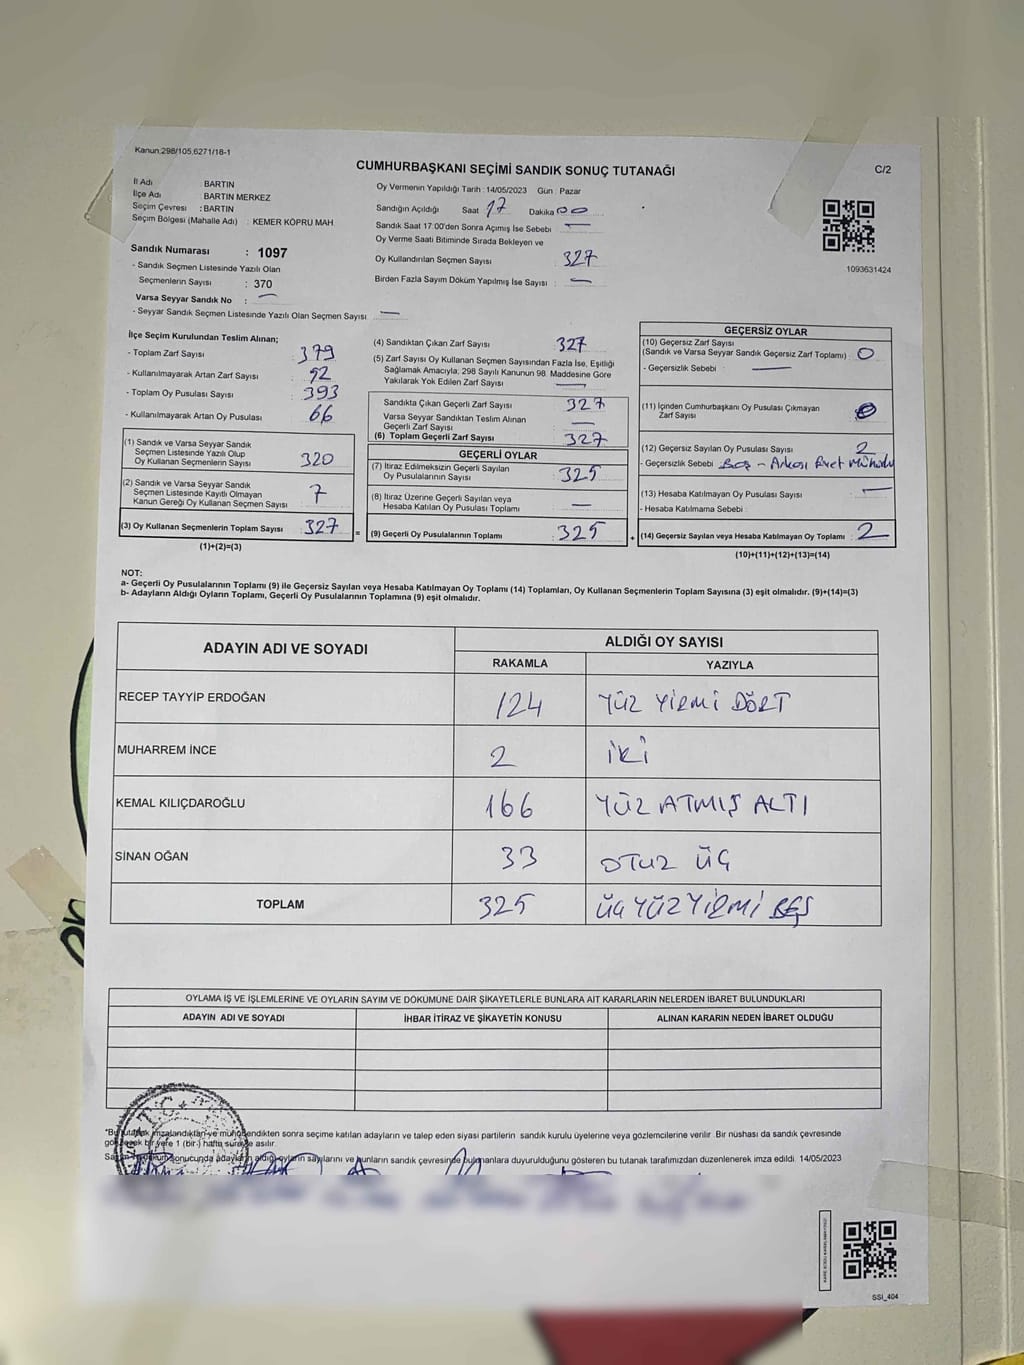 Kanun:298/105,6271/18-1
CUMHURBAŞKANI SEÇİMİ SANDIK SONUÇ TUTANAĞI
C/2
İl Adı : BARTIN
İlçe Adı BARTIN MERKEZ
Seçim Çevresi : BARTIN
Seçim Bölgesi (Mahalle Adı) : KEMER KÖPRÜ MAH
Sandık Numarası : 1097
- Sandık Seçmen Listesinde Yazılı Olan
Seçmenlerin Sayısı : 370
Varsa Seyyar Sandık No : —
- Seyyar Sandık Seçmen Listesinde Yazılı Olan Seçmen Sayısı —
Oy Vermenin Yapıldığı Tarih : 14/05/2023 Gün : Pazar
Sandığın Açıldığı Saat 17 Dakika 00
Sandık Saat 17:00'den Sonra Açımış İse Sebebi —
Oy Verme Saati Bitiminde Sırada Bekleyen ve
Oy Kullandırılan Seçmen Sayısı 327
Birden Fazla Sayım Döküm Yapılmış İse Sayısı : —
1093631424
İlçe Seçim Kurulundan Teslim Alınan;
- Toplam Zarf Sayısı : 379
- Kullanılmayarak Artan Zarf Sayısı : 52
- Toplam Oy Pusulası Sayısı : 393
- Kullanılmayarak Artan Oy Pusulası : 66
(1) Sandık ve Varsa Seyyar Sandık
Seçmen Listesinde Yazılı Olup
Oy Kullanan Seçmenlerin Sayısı : 320
(2) Sandık ve Varsa Seyyar Sandık
Seçmen Listesinde Kayıtlı Olmayan
Kanun Gereği Oy Kullanan Seçmen Sayısı : 7
(3) Oy Kullanan Seçmenlerin Toplam Sayısı : 327
(1)+(2)=(3)
(4) Sandıktan Çıkan Zarf Sayısı : 327
(5) Zarf Sayısı Oy Kullanan Seçmen Sayısından Fazla İse, Eşitliği
Sağlamak Amacıyla; 298 Sayılı Kanunun 98. Maddesine Göre
Yakılarak Yok Edilen Zarf Sayısı : —
Sandıkta Çıkan Geçerli Zarf Sayısı : 327
Varsa Seyyar Sandıktan Teslim Alınan
Geçerli Zarf Sayısı : —
(6) Toplam Geçerli Zarf Sayısı : 327
GEÇERLİ OYLAR
(7) İtiraz Edilmeksizin Geçerli Sayılan
Oy Pusulalarının Sayısı : 325
(8) İtiraz Üzerine Geçerli Sayılan veya
Hesaba Katılan Oy Pusulası Toplamı : —
= (9) Geçerli Oy Pusulalarının Toplamı : 325 +
GEÇERSİZ OYLAR
(10) Geçersiz Zarf Sayısı
(Sandık ve Varsa Seyyar Sandık Geçersiz Zarf Toplamı) : 0
- Geçersizlik Sebebi : —
(11) İçinden Cumhurbaşkanı Oy Pusulası Çıkmayan
Zarf Sayısı : 0
(12) Geçersiz Sayılan Oy Pusulası Sayısı : 2
- Geçersizlik Sebebi : Boş - Arkası Evet Mühürlü
(13) Hesaba Katılmayan Oy Pusulası Sayısı : —
- Hesaba Katılmama Sebebi :
(14) Geçersiz Sayılan veya Hesaba Katılmayan Oy Toplamı : 2
(10)+(11)+(12)+(13)=(14)
NOT:
a- Geçerli Oy Pusulalarının Toplamı (9) ile Geçersiz Sayılan veya Hesaba Katılmayan Oy Toplamı (14) Toplamları, Oy Kullanan Seçmenlerin Toplam Sayısına (3) eşit olmalıdır. (9)+(14)=(3)
b- Adayların Aldığı Oyların Toplamı, Geçerli Oy Pusulalarının Toplamına (9) eşit olmalıdır.
ADAYIN ADI VE SOYADI
ALDIĞI OY SAYISI
RAKAMLA YAZIYLA
RECEP TAYYİP ERDOĞAN 124 YÜZ YİRMİ DÖRT
MUHARREM İNCE 2 İKİ
KEMAL KILIÇDAROĞLU 166 YÜZ ATMIŞ ALTI
SİNAN OĞAN 33 OTUZ ÜÇ
TOPLAM 325 ÜÇ YÜZ YİRMİ BEŞ
OYLAMA İŞ VE İŞLEMLERİNE VE OYLARIN SAYIM VE DÖKÜMÜNE DAİR ŞİKAYETLERLE BUNLARA AİT KARARLARIN NELERDEN İBARET BULUNDUKLARI
ADAYIN ADI VE SOYADI İHBAR İTİRAZ VE ŞİKAYETİN KONUSU ALINAN KARARIN NEDEN İBARET OLDUĞU
*Bu tutanak imzalandıktan ve mühürlendikten sonra seçime katılan adayların ve talep eden siyasi partilerin sandık kurulu üyelerine veya gözlemcilerine verilir. Bir nüshası da sandık çevresinde
görülecek bir yere 1 (bir) hafta süreyle asılır.
Sayım döküm sonucunda adayların aldığı oyların sayılarını ve bunların sandık çevresinde bulunanlara duyurulduğunu gösteren bu tutanak tarafımızdan düzenlenerek imza edildi. 14/05/2023
T.C.
SSİ_404